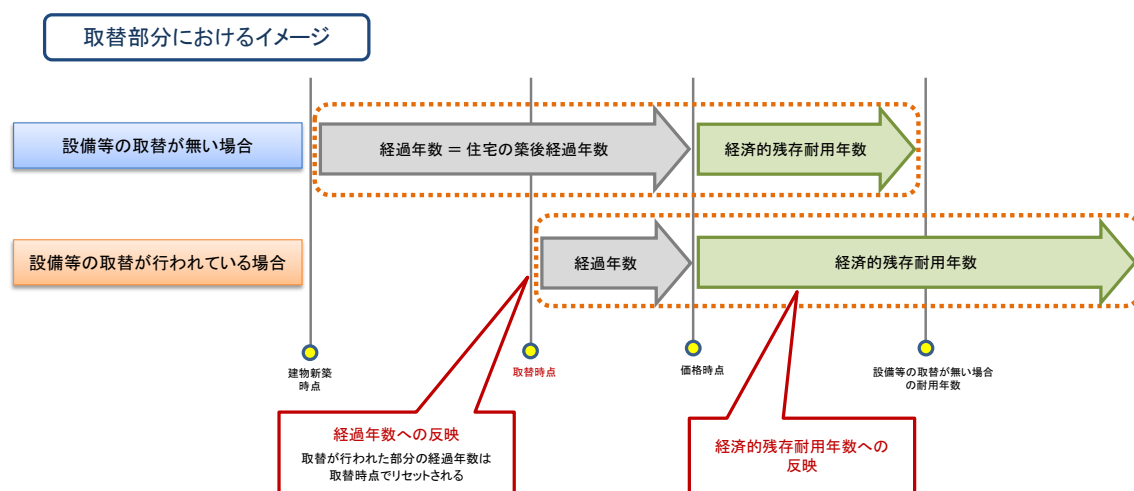 取替部分におけるイメージ
設備等の取替が無い場合
経過年数 = 住宅の築後経過年数
経済的残存耐用年数
設備等の取替が行われている場合
経過年数
経済的残存耐用年数
建物新築
時点
取替時点
価格時点
設備等の取替が無い場合
の耐用年数
経過年数への反映
取替が行われた部分の経過年数は
取替時点でリセットされる
経済的残存耐用年数への
反映